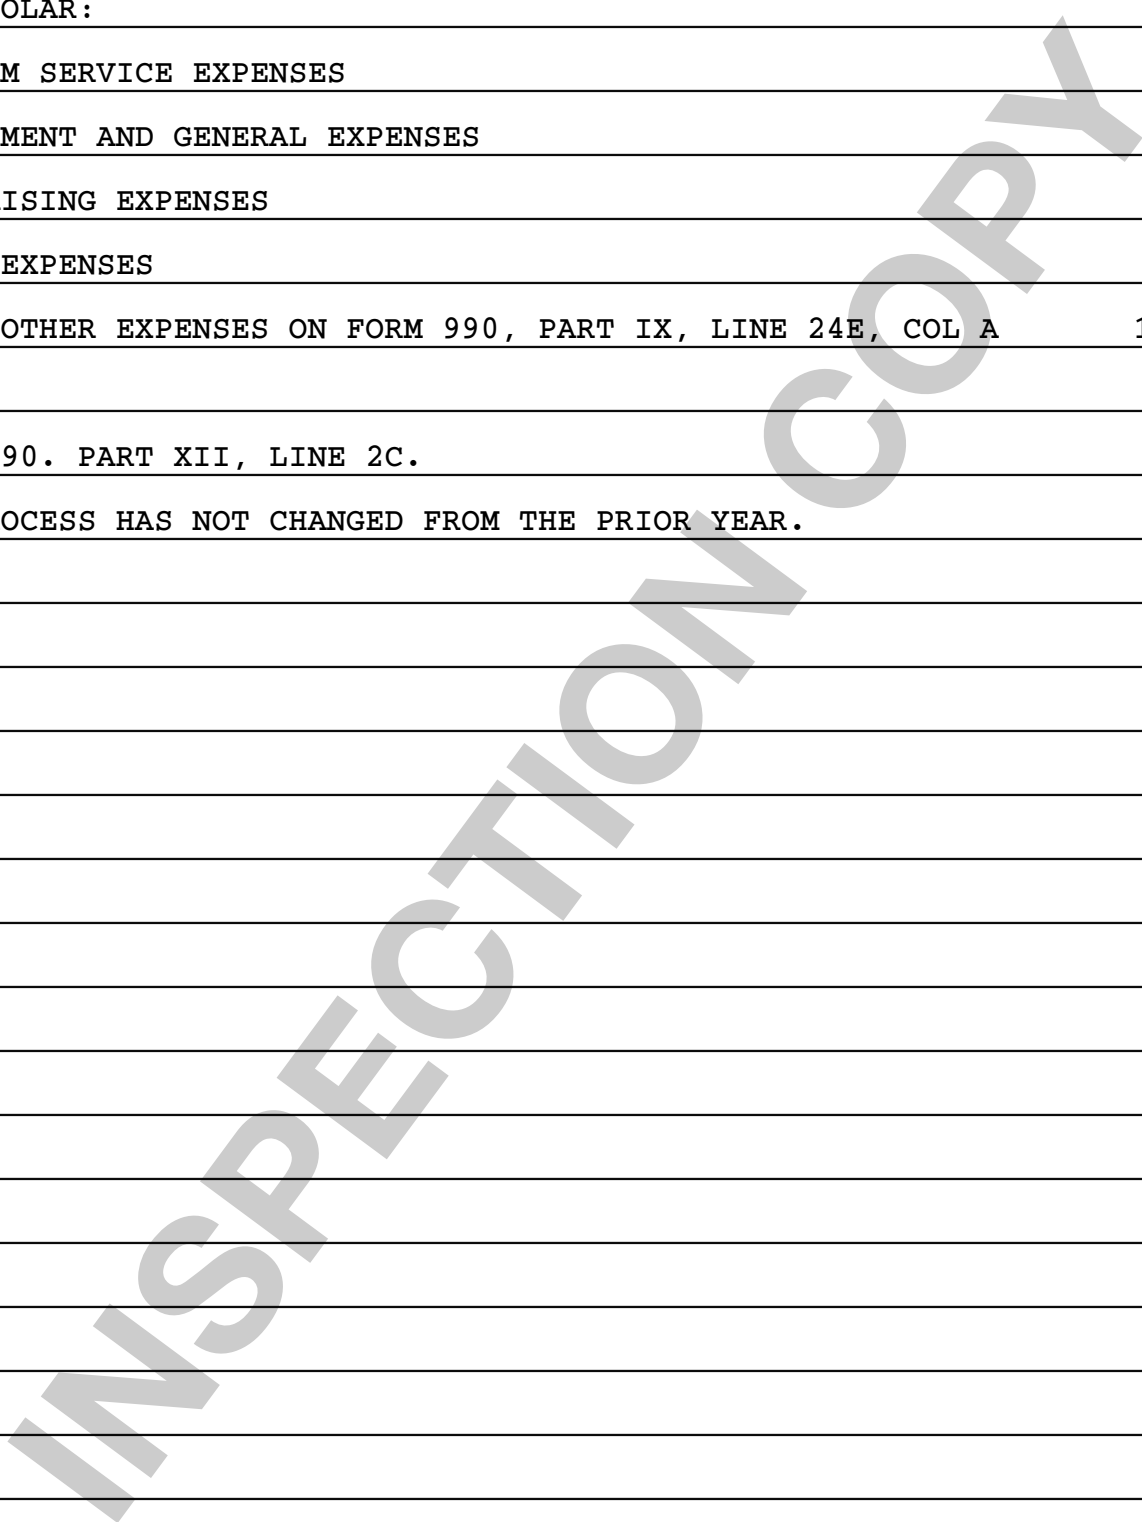 OLAR:
M SERVICE EXPENSES
MENT AND GENERAL EXPENSES
ISING EXPENSES
EXPENSES
OTHER EXPENSES ON FORM 990, PART IX, LINE 24E, COL A 1
90. PART XII, LINE 2C.
OCESS HAS NOT CHANGED FROM THE PRIOR YEAR.
INSPECTION COPY